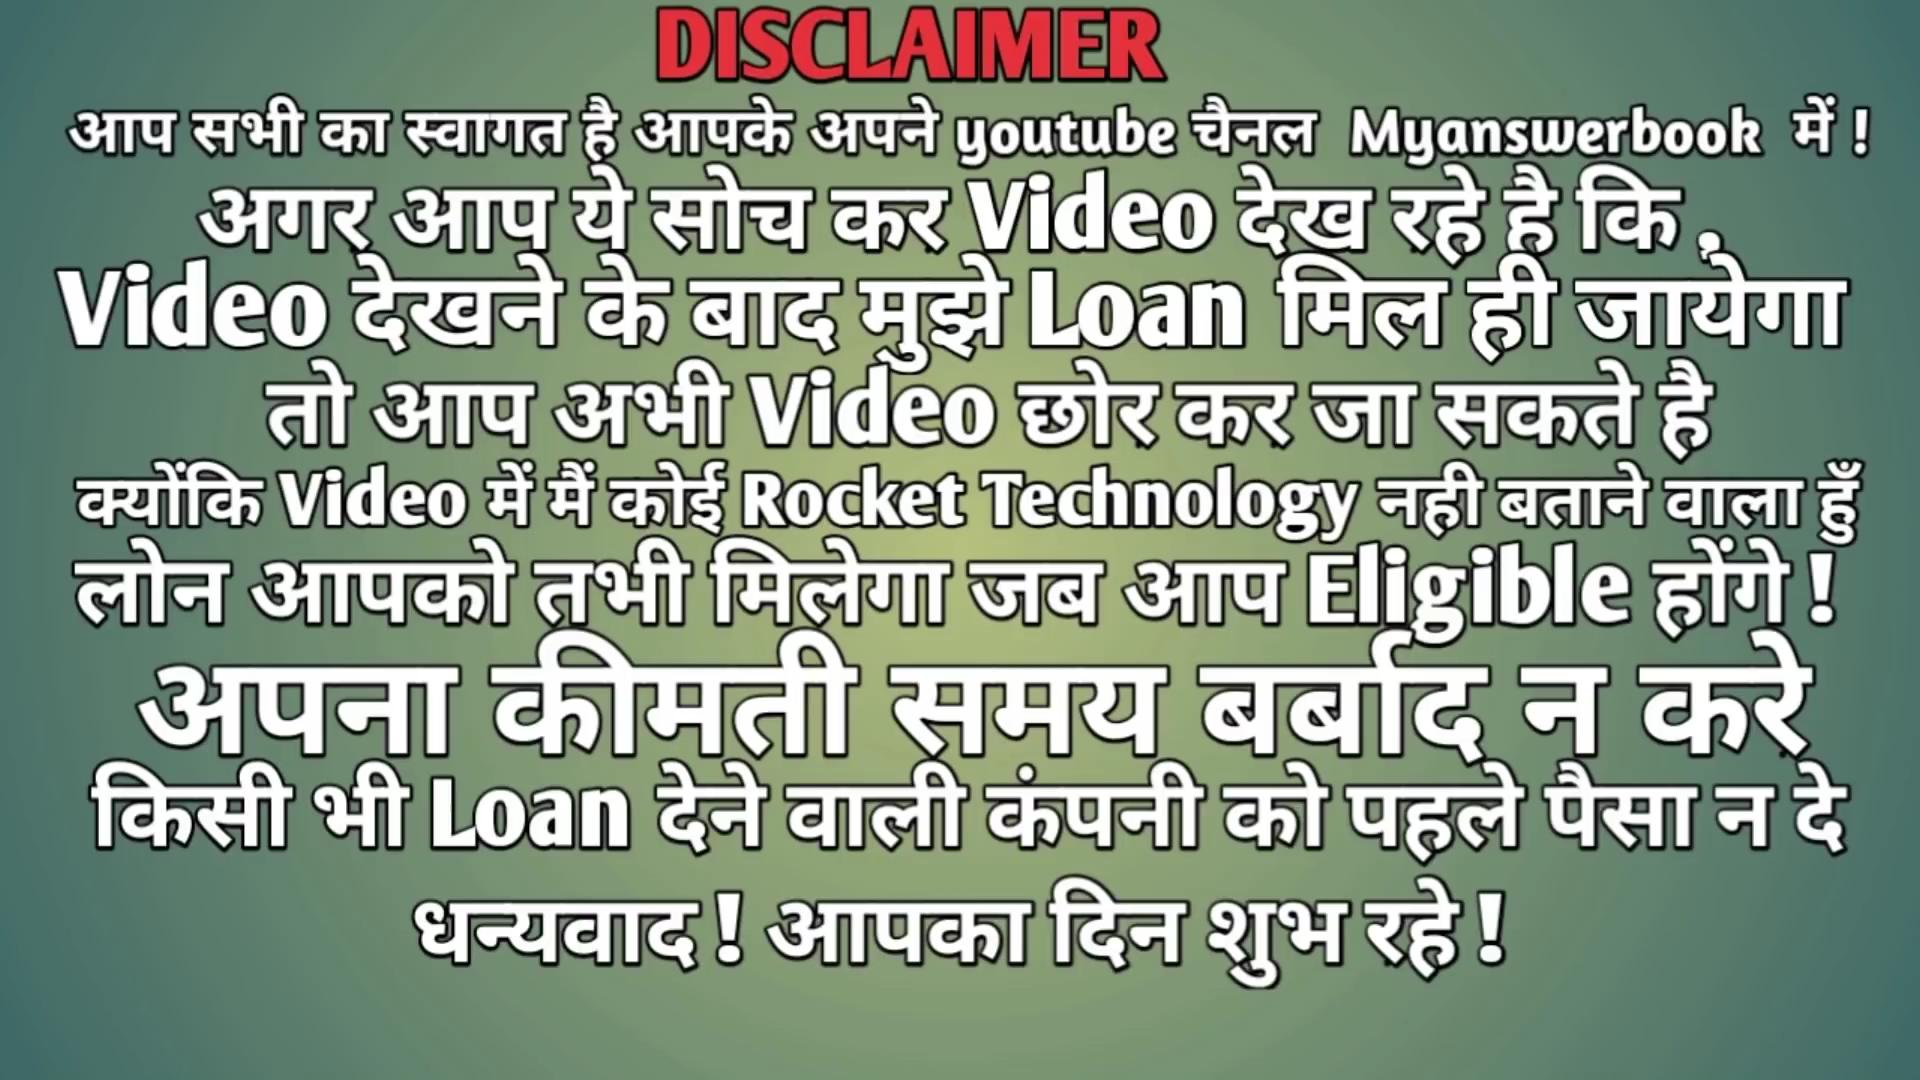 DISCLAIMER
आप सभी का स्वागत है आपके अपने youtube चैनल Myanswerbook में !
अगर आप ये सोच कर Video देख रहे है कि ,
Video देखने के बाद मुझे Loan मिल ही जायेगा
तो आप अभी Video छोर कर जा सकते है
क्योंकि Video में मैं कोई Rocket Technology नही बताने वाला हुँ
लोन आपको तभी मिलेगा जब आप Eligible होंगे !
अपना कीमती समय बर्बाद न करे
किसी भी Loan देने वाली कंपनी को पहले पैसा न दे
धन्यवाद ! आपका दिन शुभ रहे !